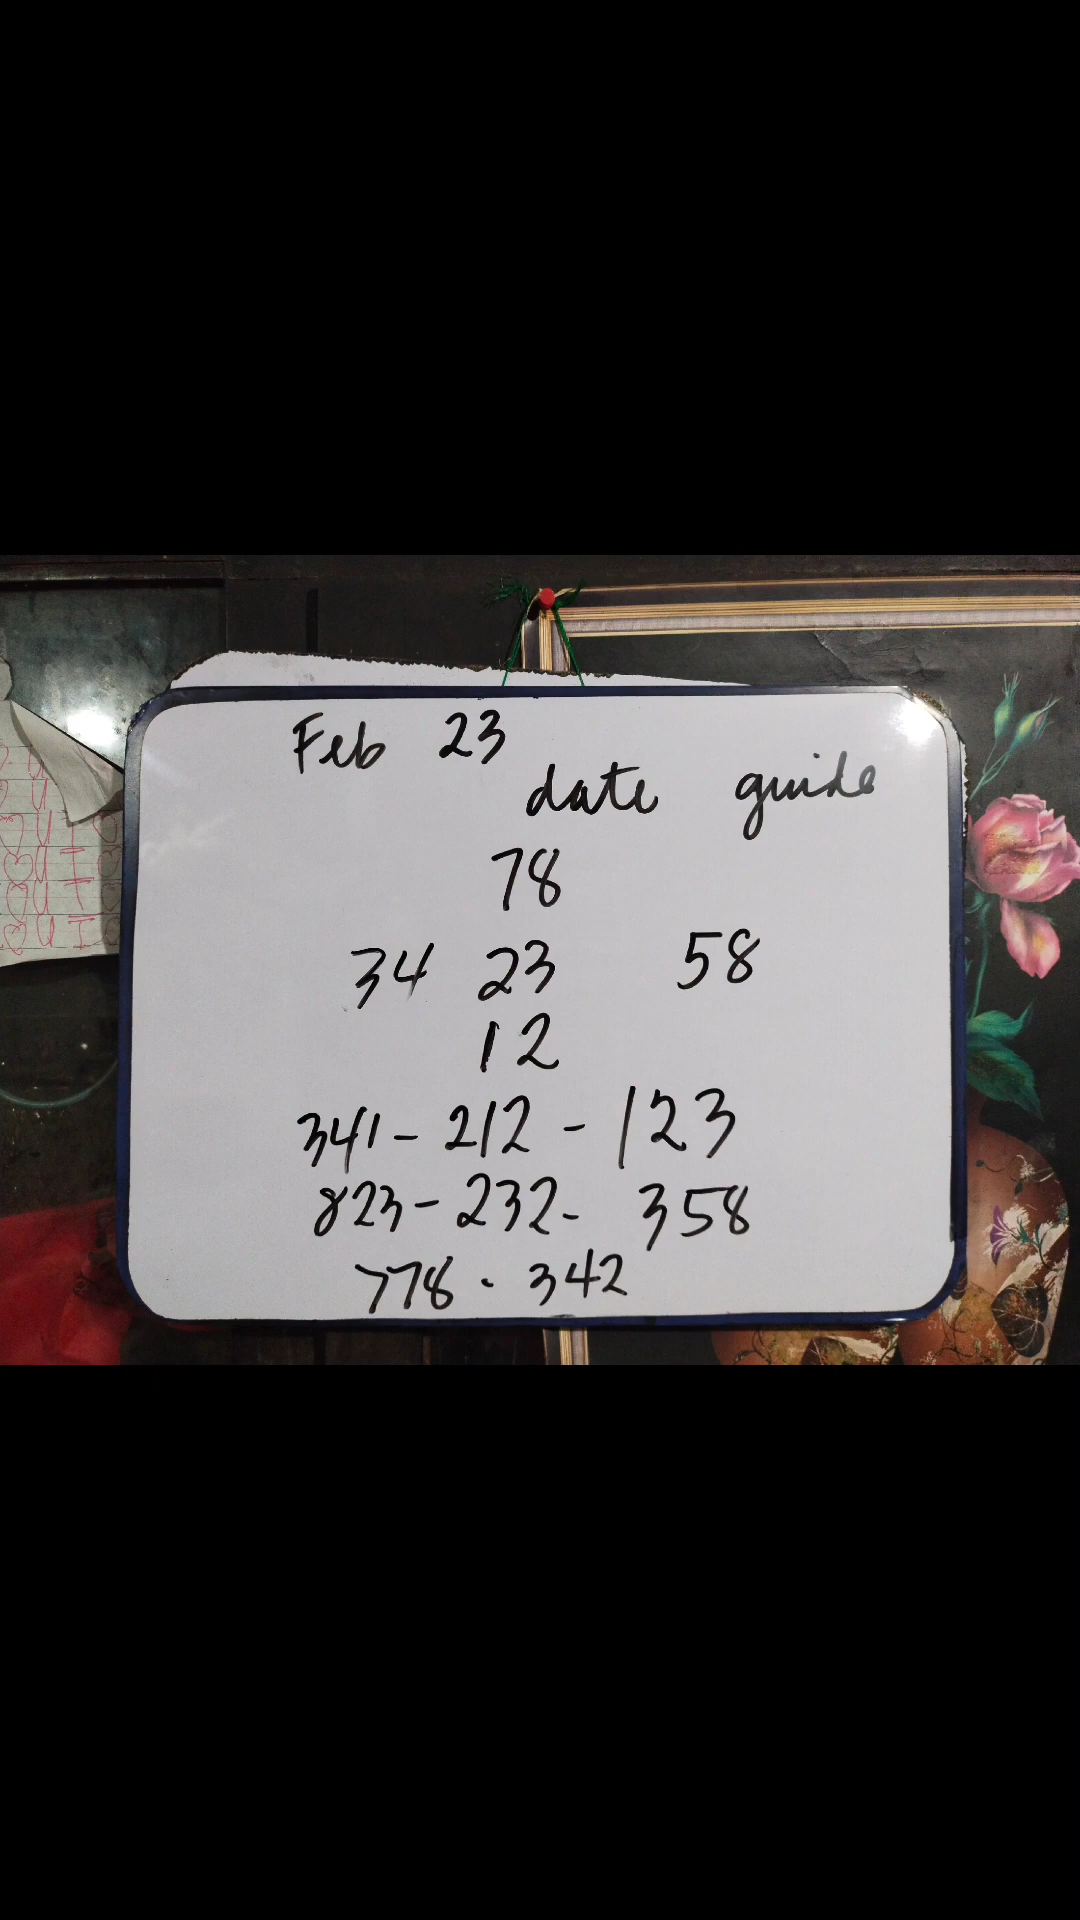 Feb 23
date guide
78
34 23 58
12
341 - 212 - 123
823 - 232 - 358
778 - 342